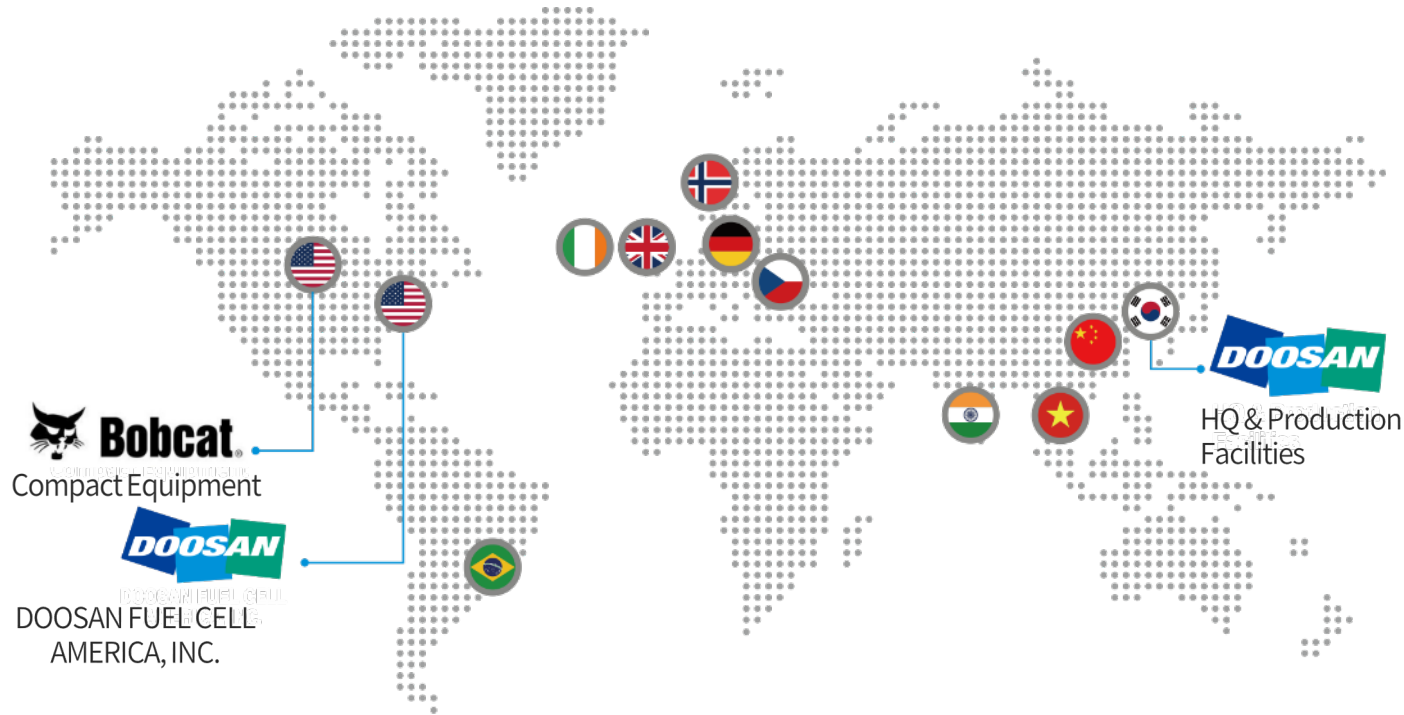 Bobcat
Compact Equipment
DOOSAN
DOOSAN FUEL CELL
AMERICA, INC.
DOOSAN
HQ & Production
Facilities